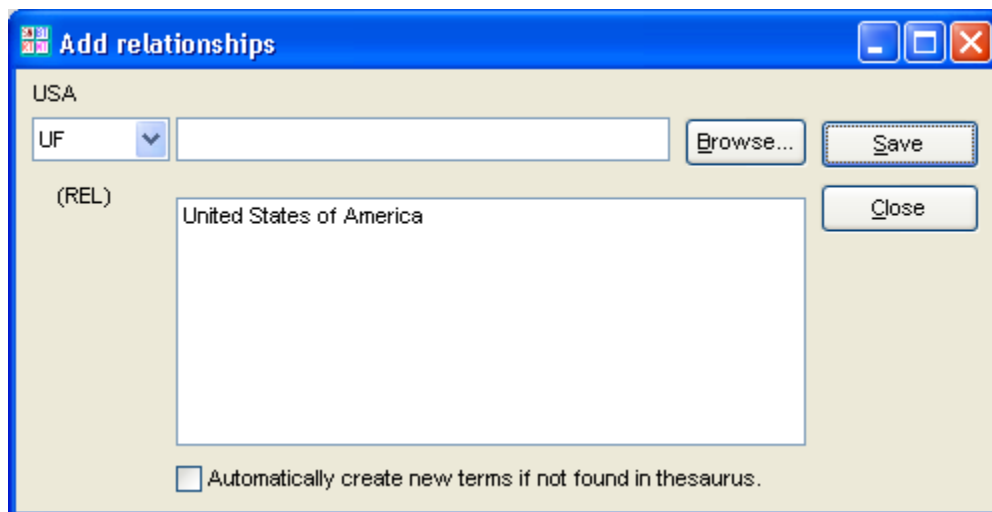 Add relationships
USA
UF
Browse...
Save
(REL)
United States of America
Close
Automatically create new terms if not found in thesaurus.